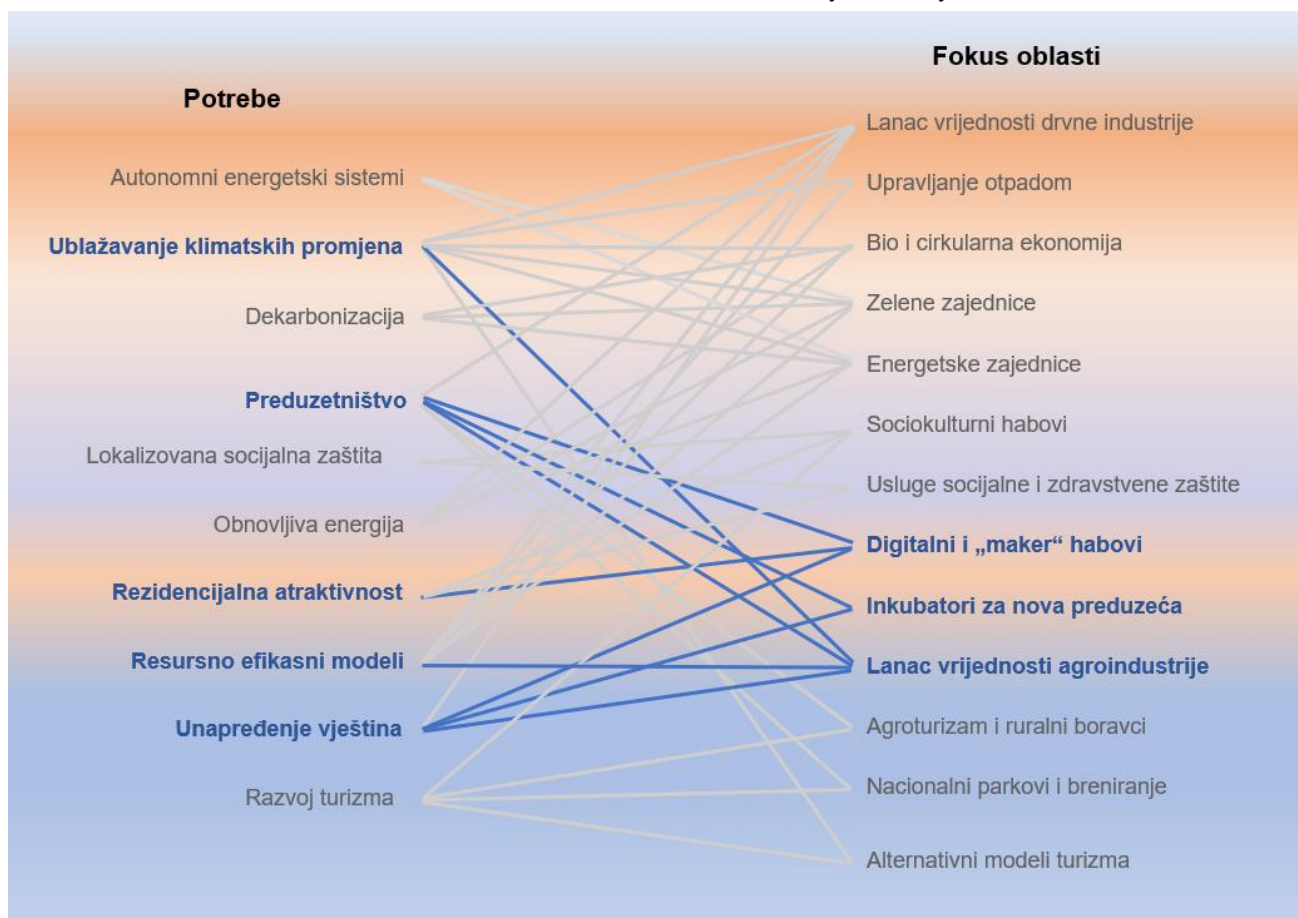 Fokus oblasti
Potrebe
Lanac vrijednosti drvne industrije
Autonomni energetski sistemi
Upravljanje otpadom
Ublažavanje klimatskih promjena
Bio i cirkularna ekonomija
Zelene zajednice
Dekarbonizacija
Energetske zajednice
Preduzetništvo
Sociokulturni habovi
Lokalizovana socijalna zaštita
Usluge socijalne i zdravstvene zaštite
Obnovljiva energija
Digitalni i „maker“ habovi
Rezidencijalna atraktivnost
Inkubatori za nova preduzeća
Resursno efikasni modeli
Lanac vrijednosti agroindustrije
Unapređenje vještina
Agroturizam i ruralni boravci
Nacionalni parkovi i breniranje
Razvoj turizma
Alternativni modeli turizma